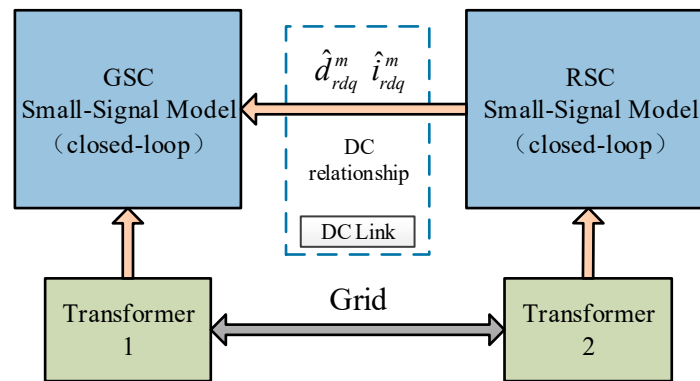 GSC
Small-Signal Model
（closed-loop）
d̂ᵐ_rdq îᵐ_rdq
DC
relationship
DC Link
RSC
Small-Signal Model
（closed-loop）
Transformer
1
Grid
Transformer
2